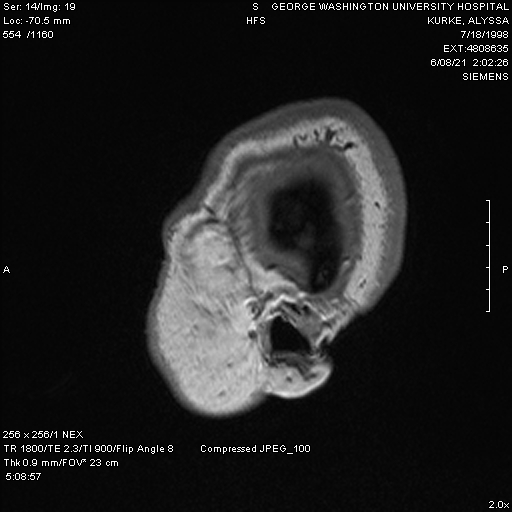 Ser: 14/Img: 19
Loc: -70.5 mm
554 /1160
S
HFS
GEORGE WASHINGTON UNIVERSITY HOSPITAL
KURKE, ALYSSA
7/18/1998
EXT:4808635
6/08/21 2:02:26
SIEMENS
A
P
256 x 256/1 NEX
TR 1800/TE 2.3/TI 900/Flip Angle 8
Compressed JPEG_100
Thk 0.9 mm/FOV* 23 cm
5:08:57
2.0x